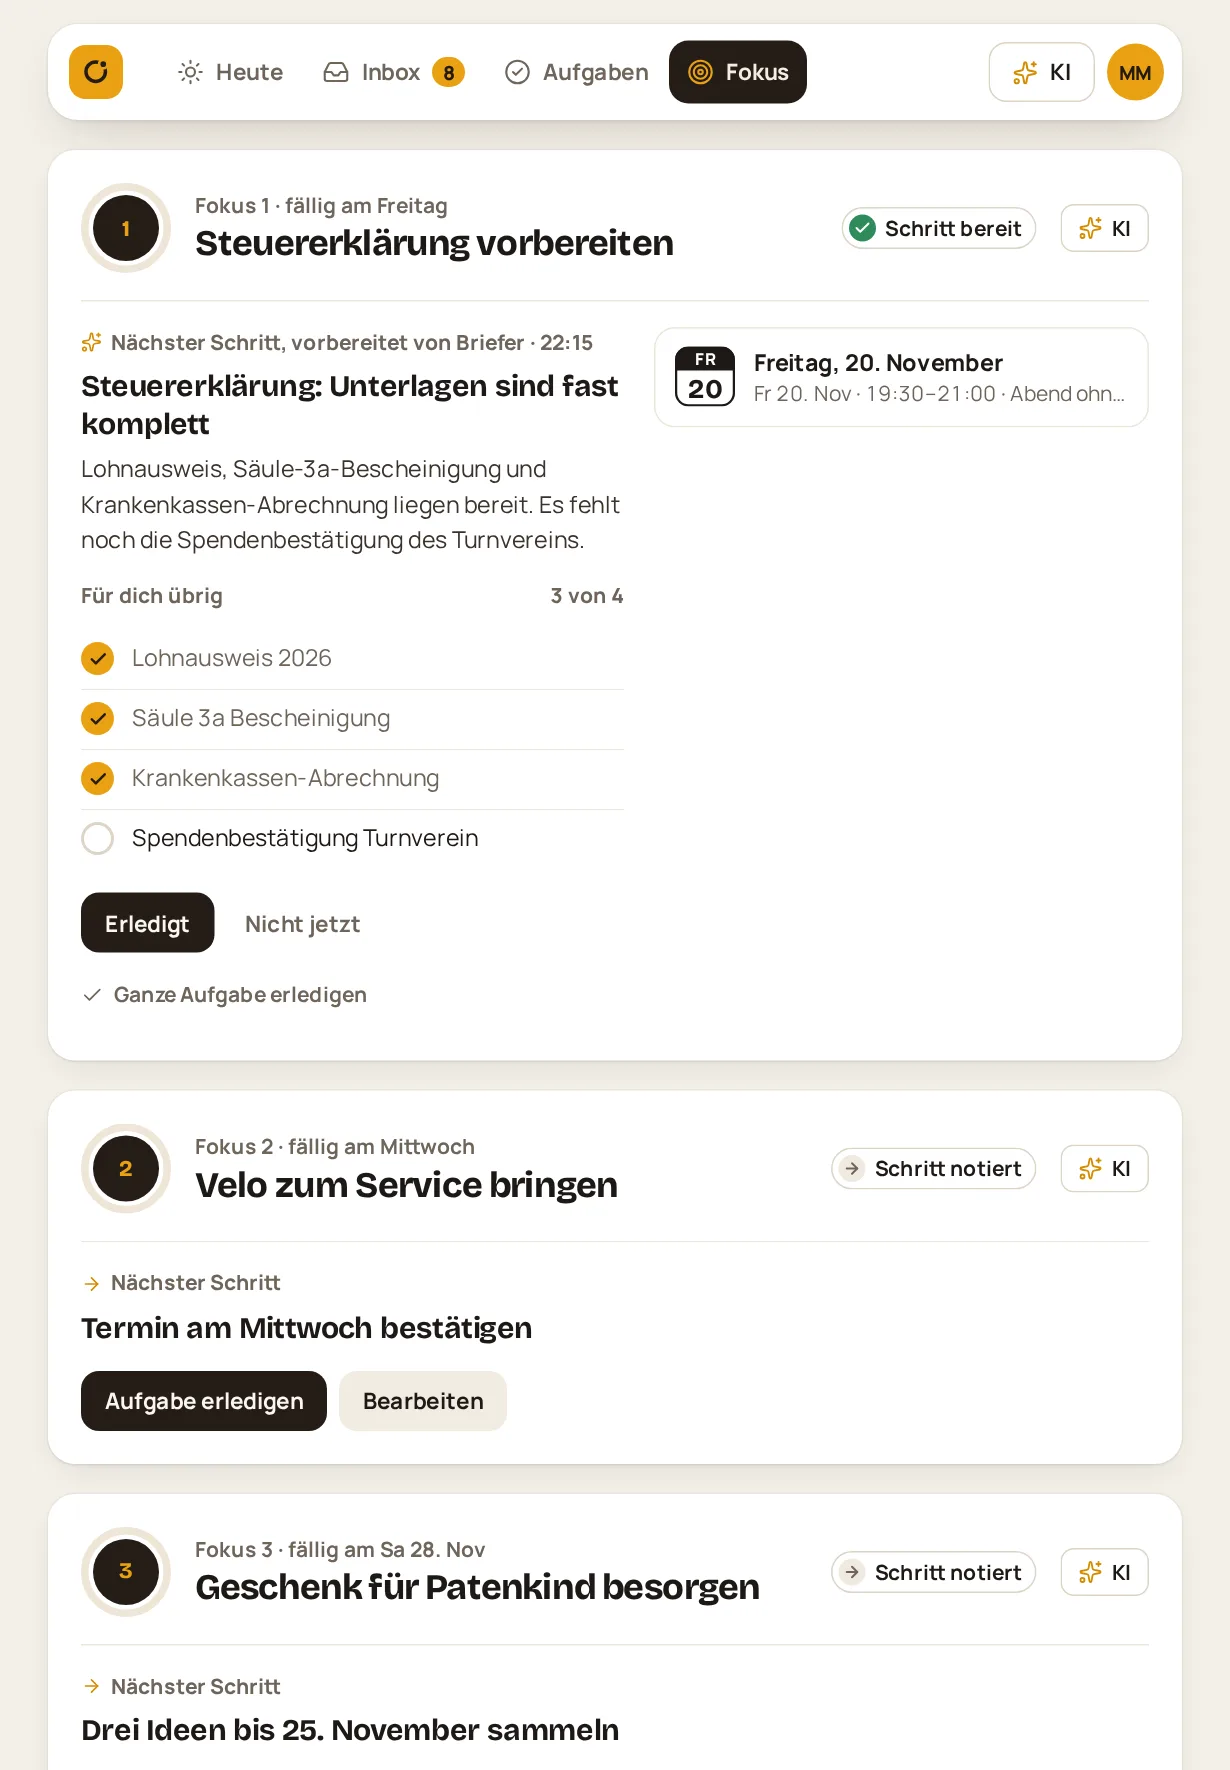 Heute
Inbox 8
Aufgaben
Fokus
KI
MM
1
Fokus 1 · fällig am Freitag
Steuererklärung vorbereiten
Schritt bereit
KI
Nächster Schritt, vorbereitet von Briefer · 22:15
Steuererklärung: Unterlagen sind fast
komplett
Lohnausweis, Säule-3a-Bescheinigung und
Krankenkassen-Abrechnung liegen bereit. Es fehlt
noch die Spendenbestätigung des Turnvereins.
Für dich übrig
3 von 4
Lohnausweis 2026
Säule 3a Bescheinigung
Krankenkassen-Abrechnung
Spendenbestätigung Turnverein
Erledigt
Nicht jetzt
Ganze Aufgabe erledigen
FR
20
Freitag, 20. November
Fr 20. Nov · 19:30–21:00 · Abend ohn…
2
Fokus 2 · fällig am Mittwoch
Velo zum Service bringen
Schritt notiert
KI
Nächster Schritt
Termin am Mittwoch bestätigen
Aufgabe erledigen
Bearbeiten
3
Fokus 3 · fällig am Sa 28. Nov
Geschenk für Patenkind besorgen
Schritt notiert
KI
Nächster Schritt
Drei Ideen bis 25. November sammeln